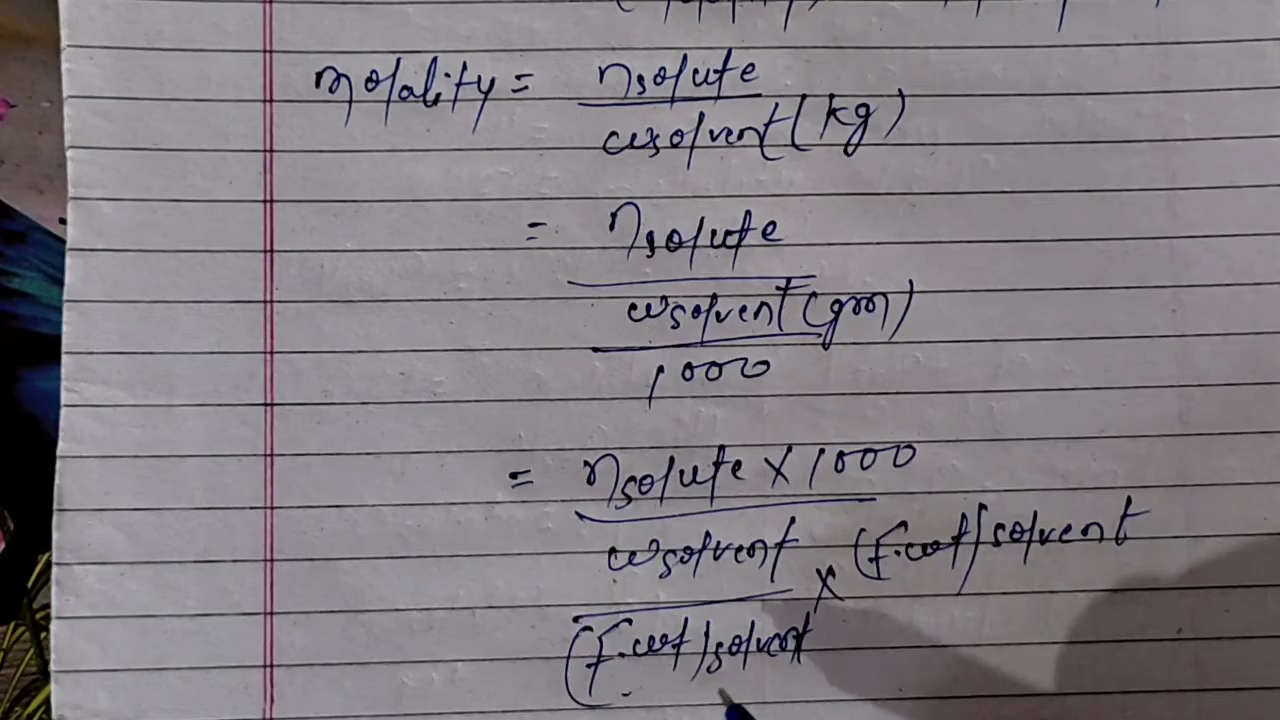 molality = nsolute
wsolvent (kg)
= nsolute
wsolvent (gm)
1000
= nsolute × 1000
wsolvent × (F.wt)solvent
(F.wt)solvent